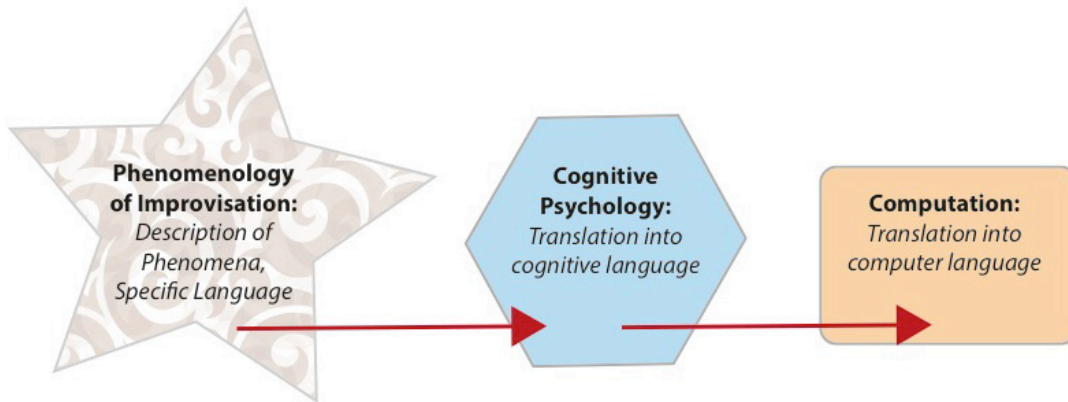 Phenomenology
of Improvisation:
Description of
Phenomena,
Specific Language
Cognitive
Psychology:
Translation into
cognitive language
Computation:
Translation into
computer language